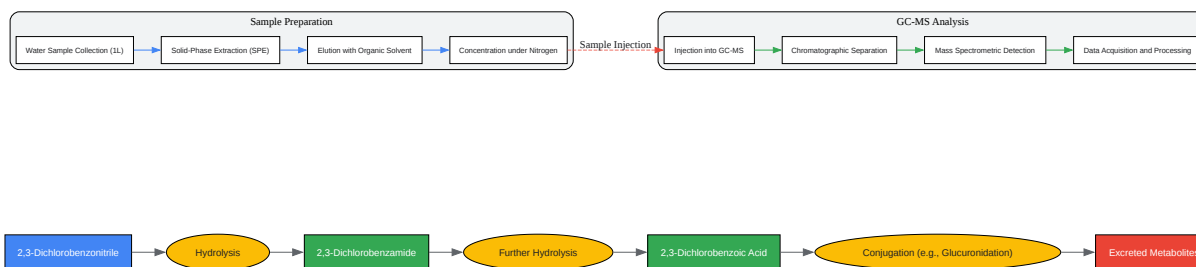 Sample Preparation
GC-MS Analysis
Water Sample Collection (1L)
Solid-Phase Extraction (SPE)
Elution with Organic Solvent
Concentration under Nitrogen
Sample Injection
Injection into GC-MS
Chromatographic Separation
Mass Spectrometric Detection
Data Acquisition and Processing
2,3-Dichlorobenzonitrile
Hydrolysis
2,3-Dichlorobenzamide
Further Hydrolysis
2,3-Dichlorobenzoic Acid
Conjugation (e.g., Glucuronidation)
Excreted Metabolites